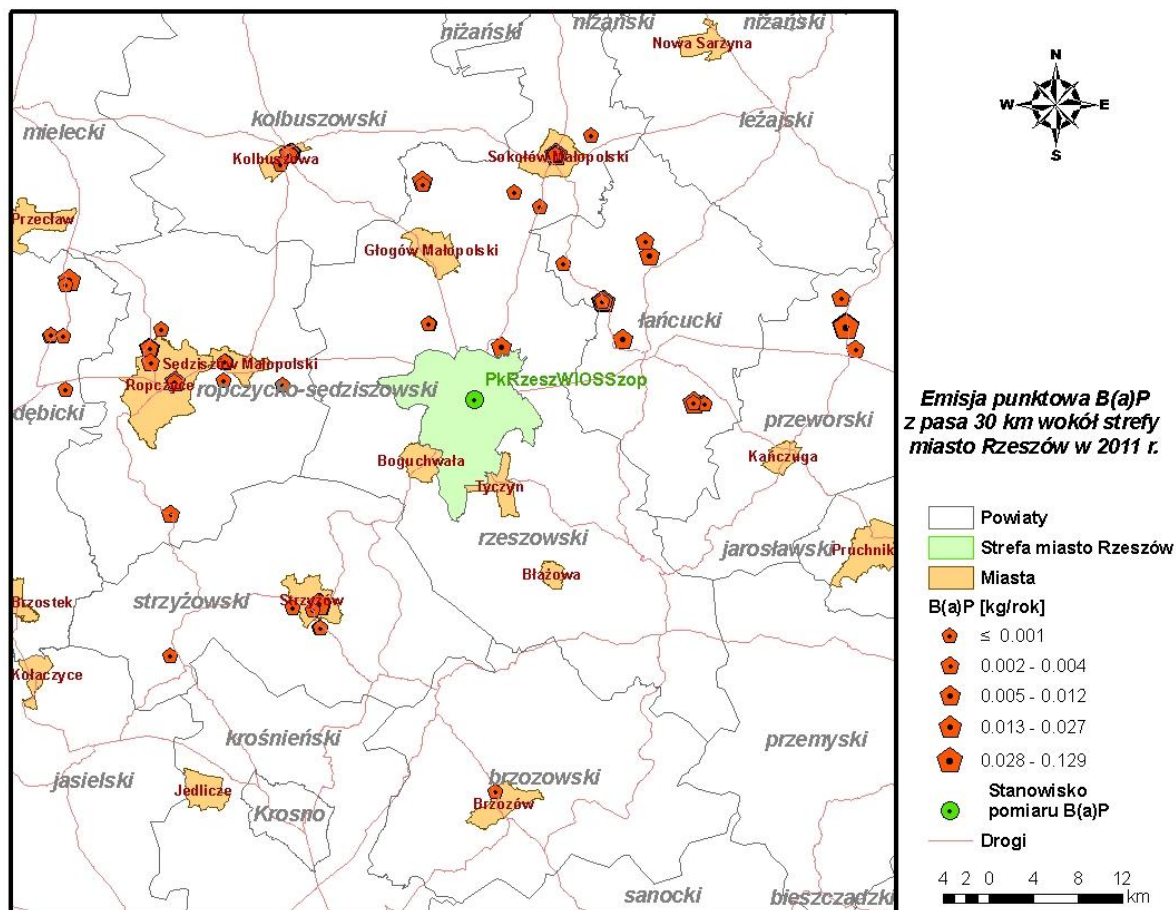 niżański
niżański
niżański
Nowa Sarzyna
N
W
E
S
kolbuszowski
mielecki
leżajski
Kolbuszowa
Sokołów Małopolski
Przecław
Głogów Małopolski
łańcucki
Sędziszów Małopolski
Ropczyce
ropczycko-sędziszowski
PkRzeszWIOSSzop
dębicki
przeworski
Boguchwała
Kańczuga
Tyczyn
rzeszowski
jarosławski
Pruchnik
Błażowa
Brzostek
strzyżowski
Strzyżów
Kołaczyce
krośnieński
przemyski
jasielski
Jedlicze
Krosno
brzozowski
Brzozów
sanocki
bieszczadzki
Emisja punktowa B(a)P
z pasa 30 km wokół strefy
miasto Rzeszów w 2011 r.
Powiaty
Strefa miasto Rzeszów
Miasta
B(a)P [kg/rok]
≤ 0.001
0.002 - 0.004
0.005 - 0.012
0.013 - 0.027
0.028 - 0.129
Stanowisko
pomiaru B(a)P
Drogi
4 2 0 4 8 12
km